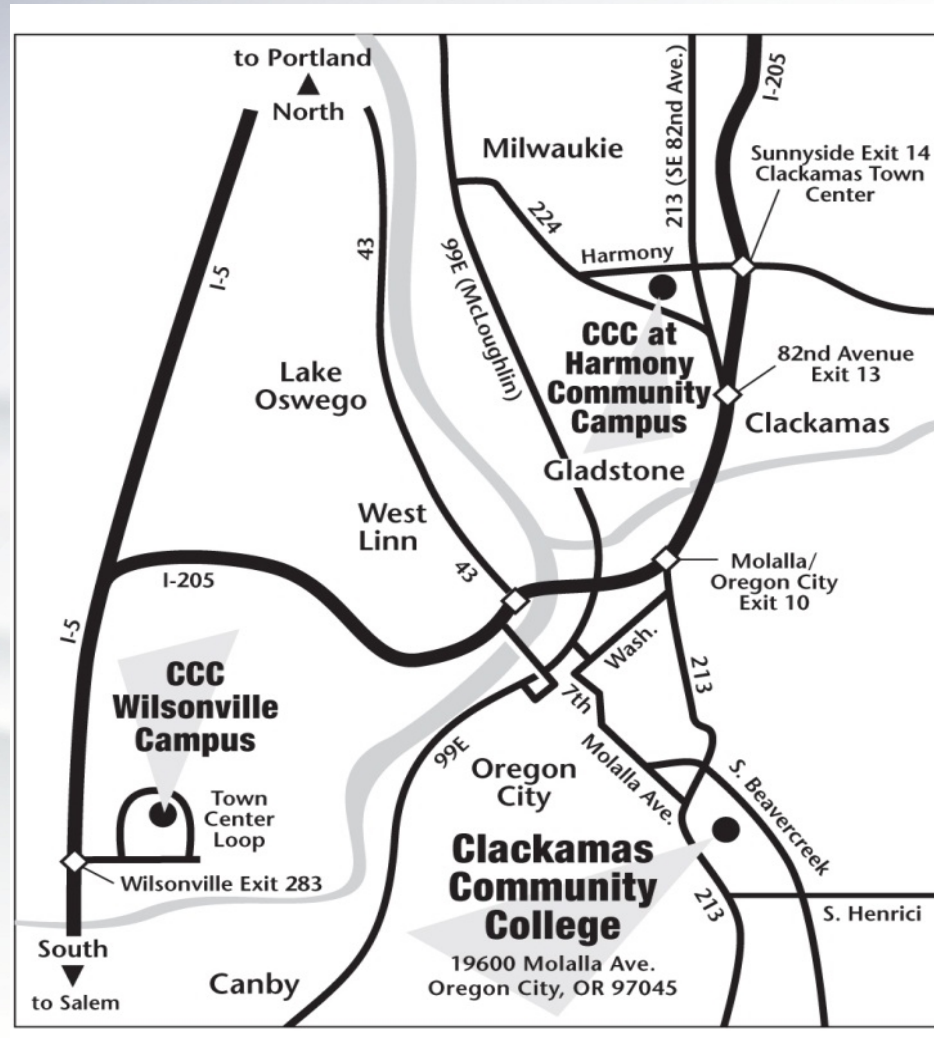 to Portland
North
I-205
213 (SE 82nd Ave.)
Milwaukie
Sunnyside Exit 14
Clackamas Town
Center
224
43
Harmony
99E (McLoughlin)
I-5
CCC at
Harmony
Community
Campus
82nd Avenue
Exit 13
Lake
Oswego
Clackamas
Gladstone
West
Linn
43
Molalla/
Oregon City
Exit 10
I-205
I-5
Wash.
CCC
Wilsonville
Campus
213
7th
99E
Molalla Ave.
Oregon
City
S. Beavercreek
Town
Center
Loop
Clackamas
Community
College
Wilsonville Exit 283
213
S. Henrici
South
to Salem
19600 Molalla Ave.
Oregon City, OR 97045
Canby